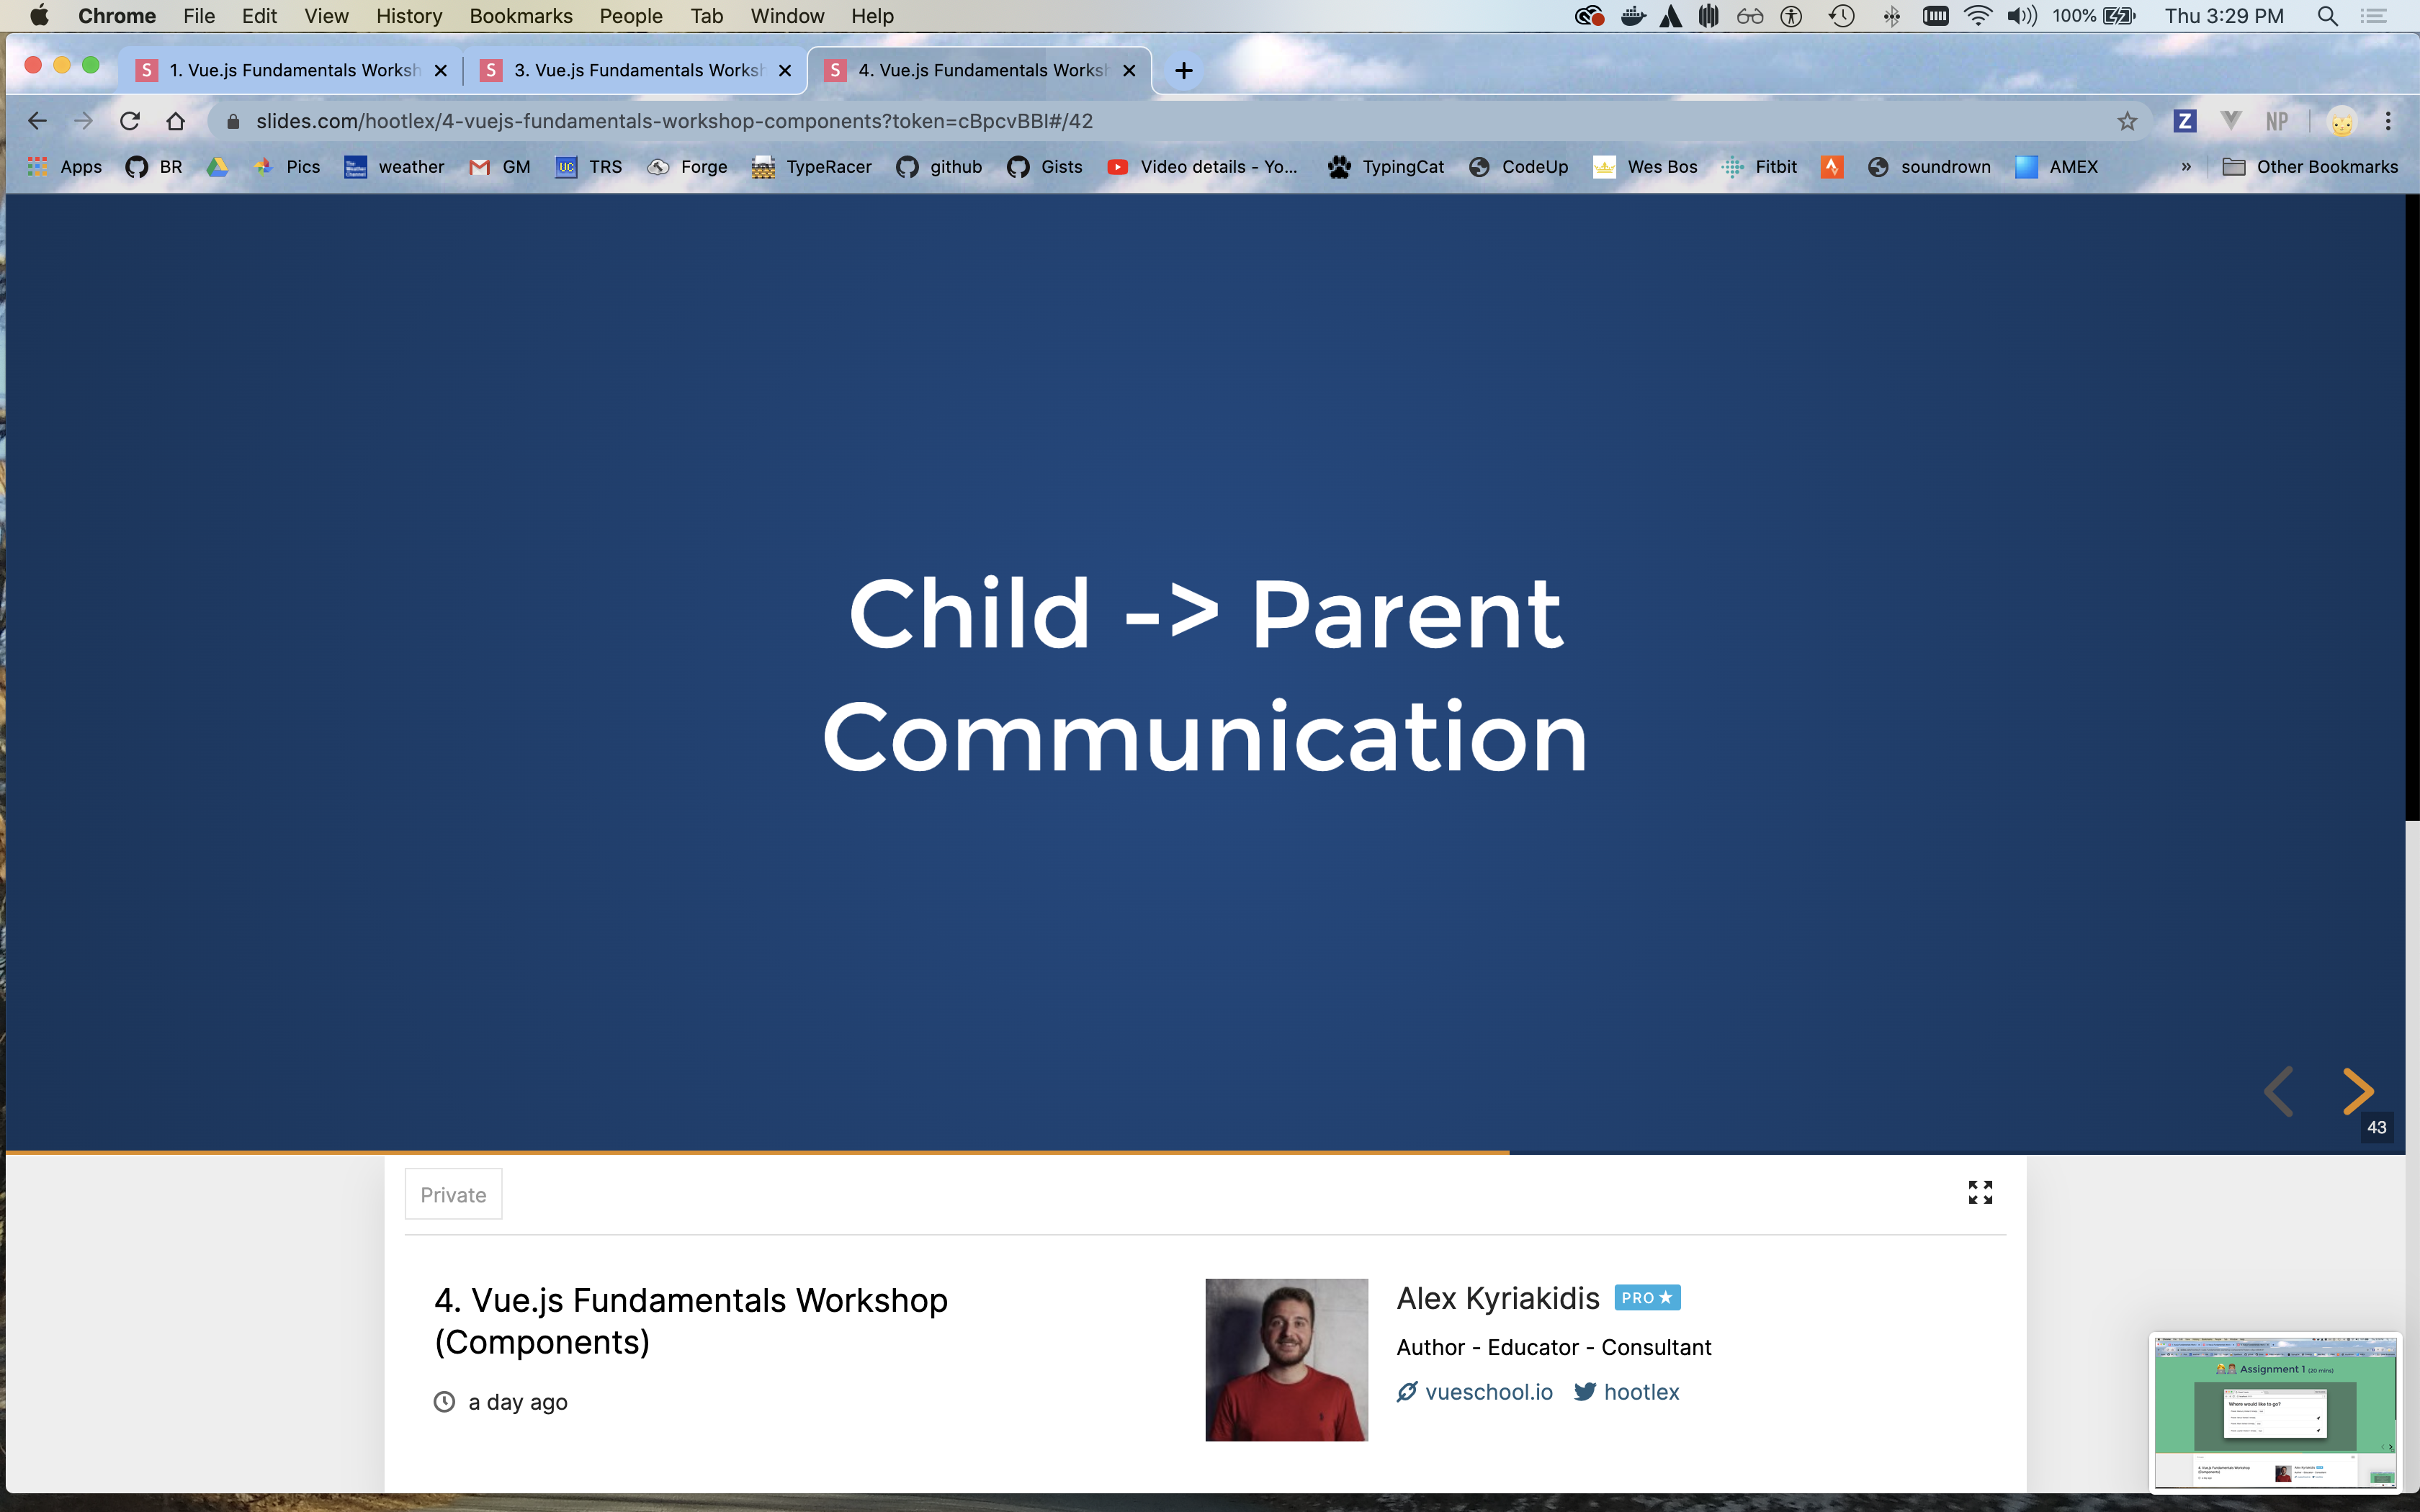 Chrome File Edit View History Bookmarks People Tab Window Help 100% Thu 3:29 PM
S 1. Vue.js Fundamentals Worksh S 3. Vue.js Fundamentals Worksh S 4. Vue.js Fundamentals Worksh
slides.com/hootlex/4-vuejs-fundamentals-workshop-components?token=cBpcvBBI#/42 Z NP
Apps BR Pics weather GM UC TRS Forge TypeRacer github Gists Video details - Yo... TypingCat CodeUp Wes Bos Fitbit soundrown AMEX » Other Bookmarks
Child -> Parent
Communication
43
Private
4. Vue.js Fundamentals Workshop
(Components)
a day ago
Alex Kyriakidis PRO
Author - Educator - Consultant
vueschool.io hootlex
Assignment 1 (20 mins)
Where would like to go?